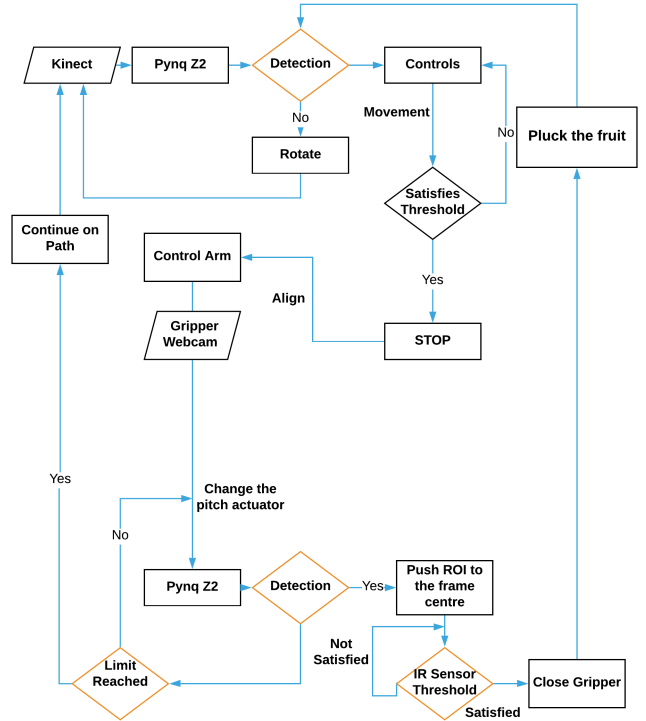 Kinect
Pynq Z2
Detection
Controls
No
Rotate
Movement
No
Pluck the fruit
Satisfies
Threshold
Continue on
Path
Control Arm
Yes
Align
Gripper
Webcam
STOP
Yes
Change the
pitch actuator
No
Pynq Z2
Detection
Yes
Push ROI to
the frame
centre
Not
Satisfied
Limit
Reached
IR Sensor
Threshold
Satisfied
Close Gripper